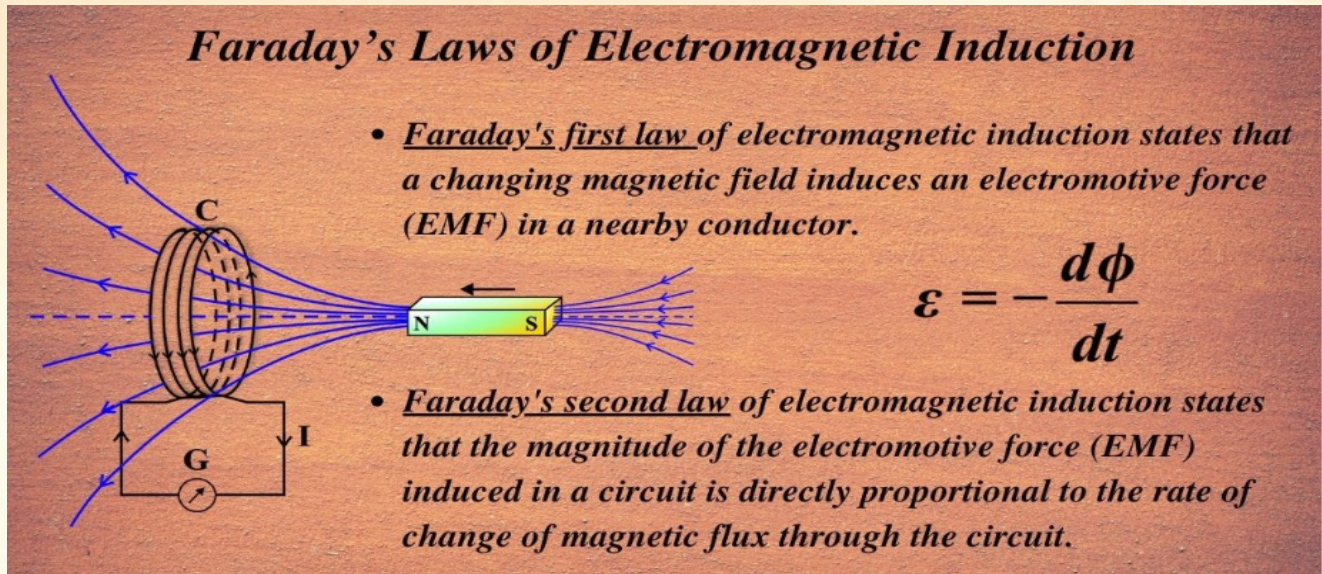 Faraday's Laws of Electromagnetic Induction
• Faraday's first law of electromagnetic induction states that
a changing magnetic field induces an electromotive force
(EMF) in a nearby conductor.
C
N
S
ε = − dϕ/dt
• Faraday's second law of electromagnetic induction states
that the magnitude of the electromotive force (EMF)
induced in a circuit is directly proportional to the rate of
change of magnetic flux through the circuit.
I
G